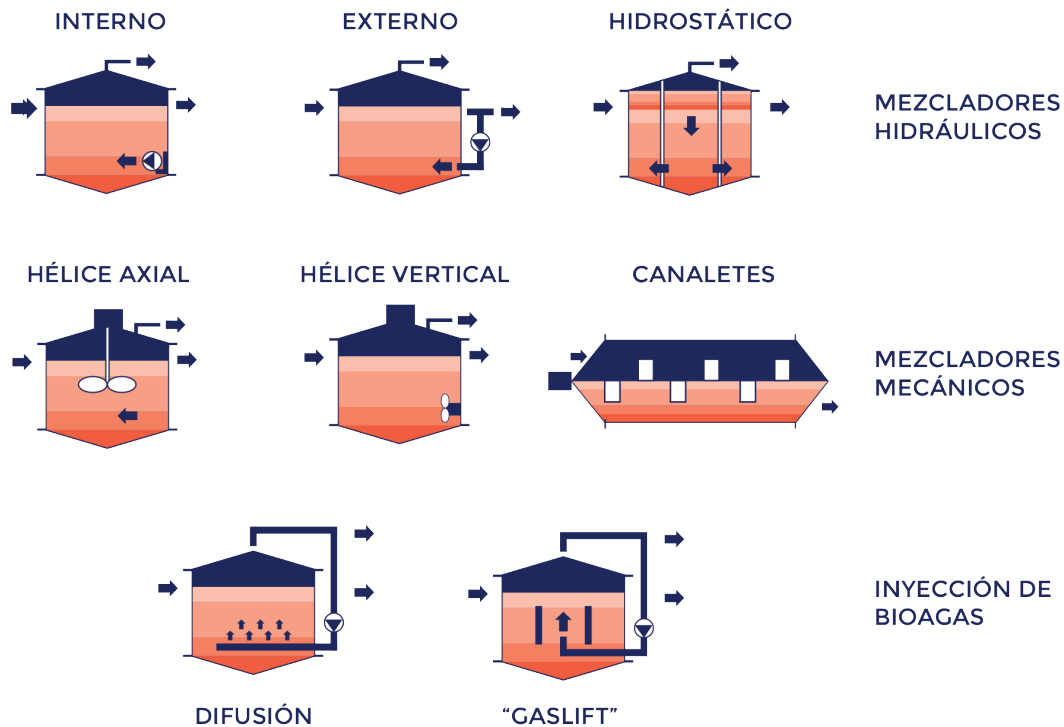 INTERNO
EXTERNO
HIDROSTÁTICO
MEZCLADORES
HIDRÁULICOS
HÉLICE AXIAL
HÉLICE VERTICAL
CANALETES
MEZCLADORES
MECÁNICOS
INYECCIÓN DE
BIOAGAS
DIFUSIÓN
“GASLIFT”